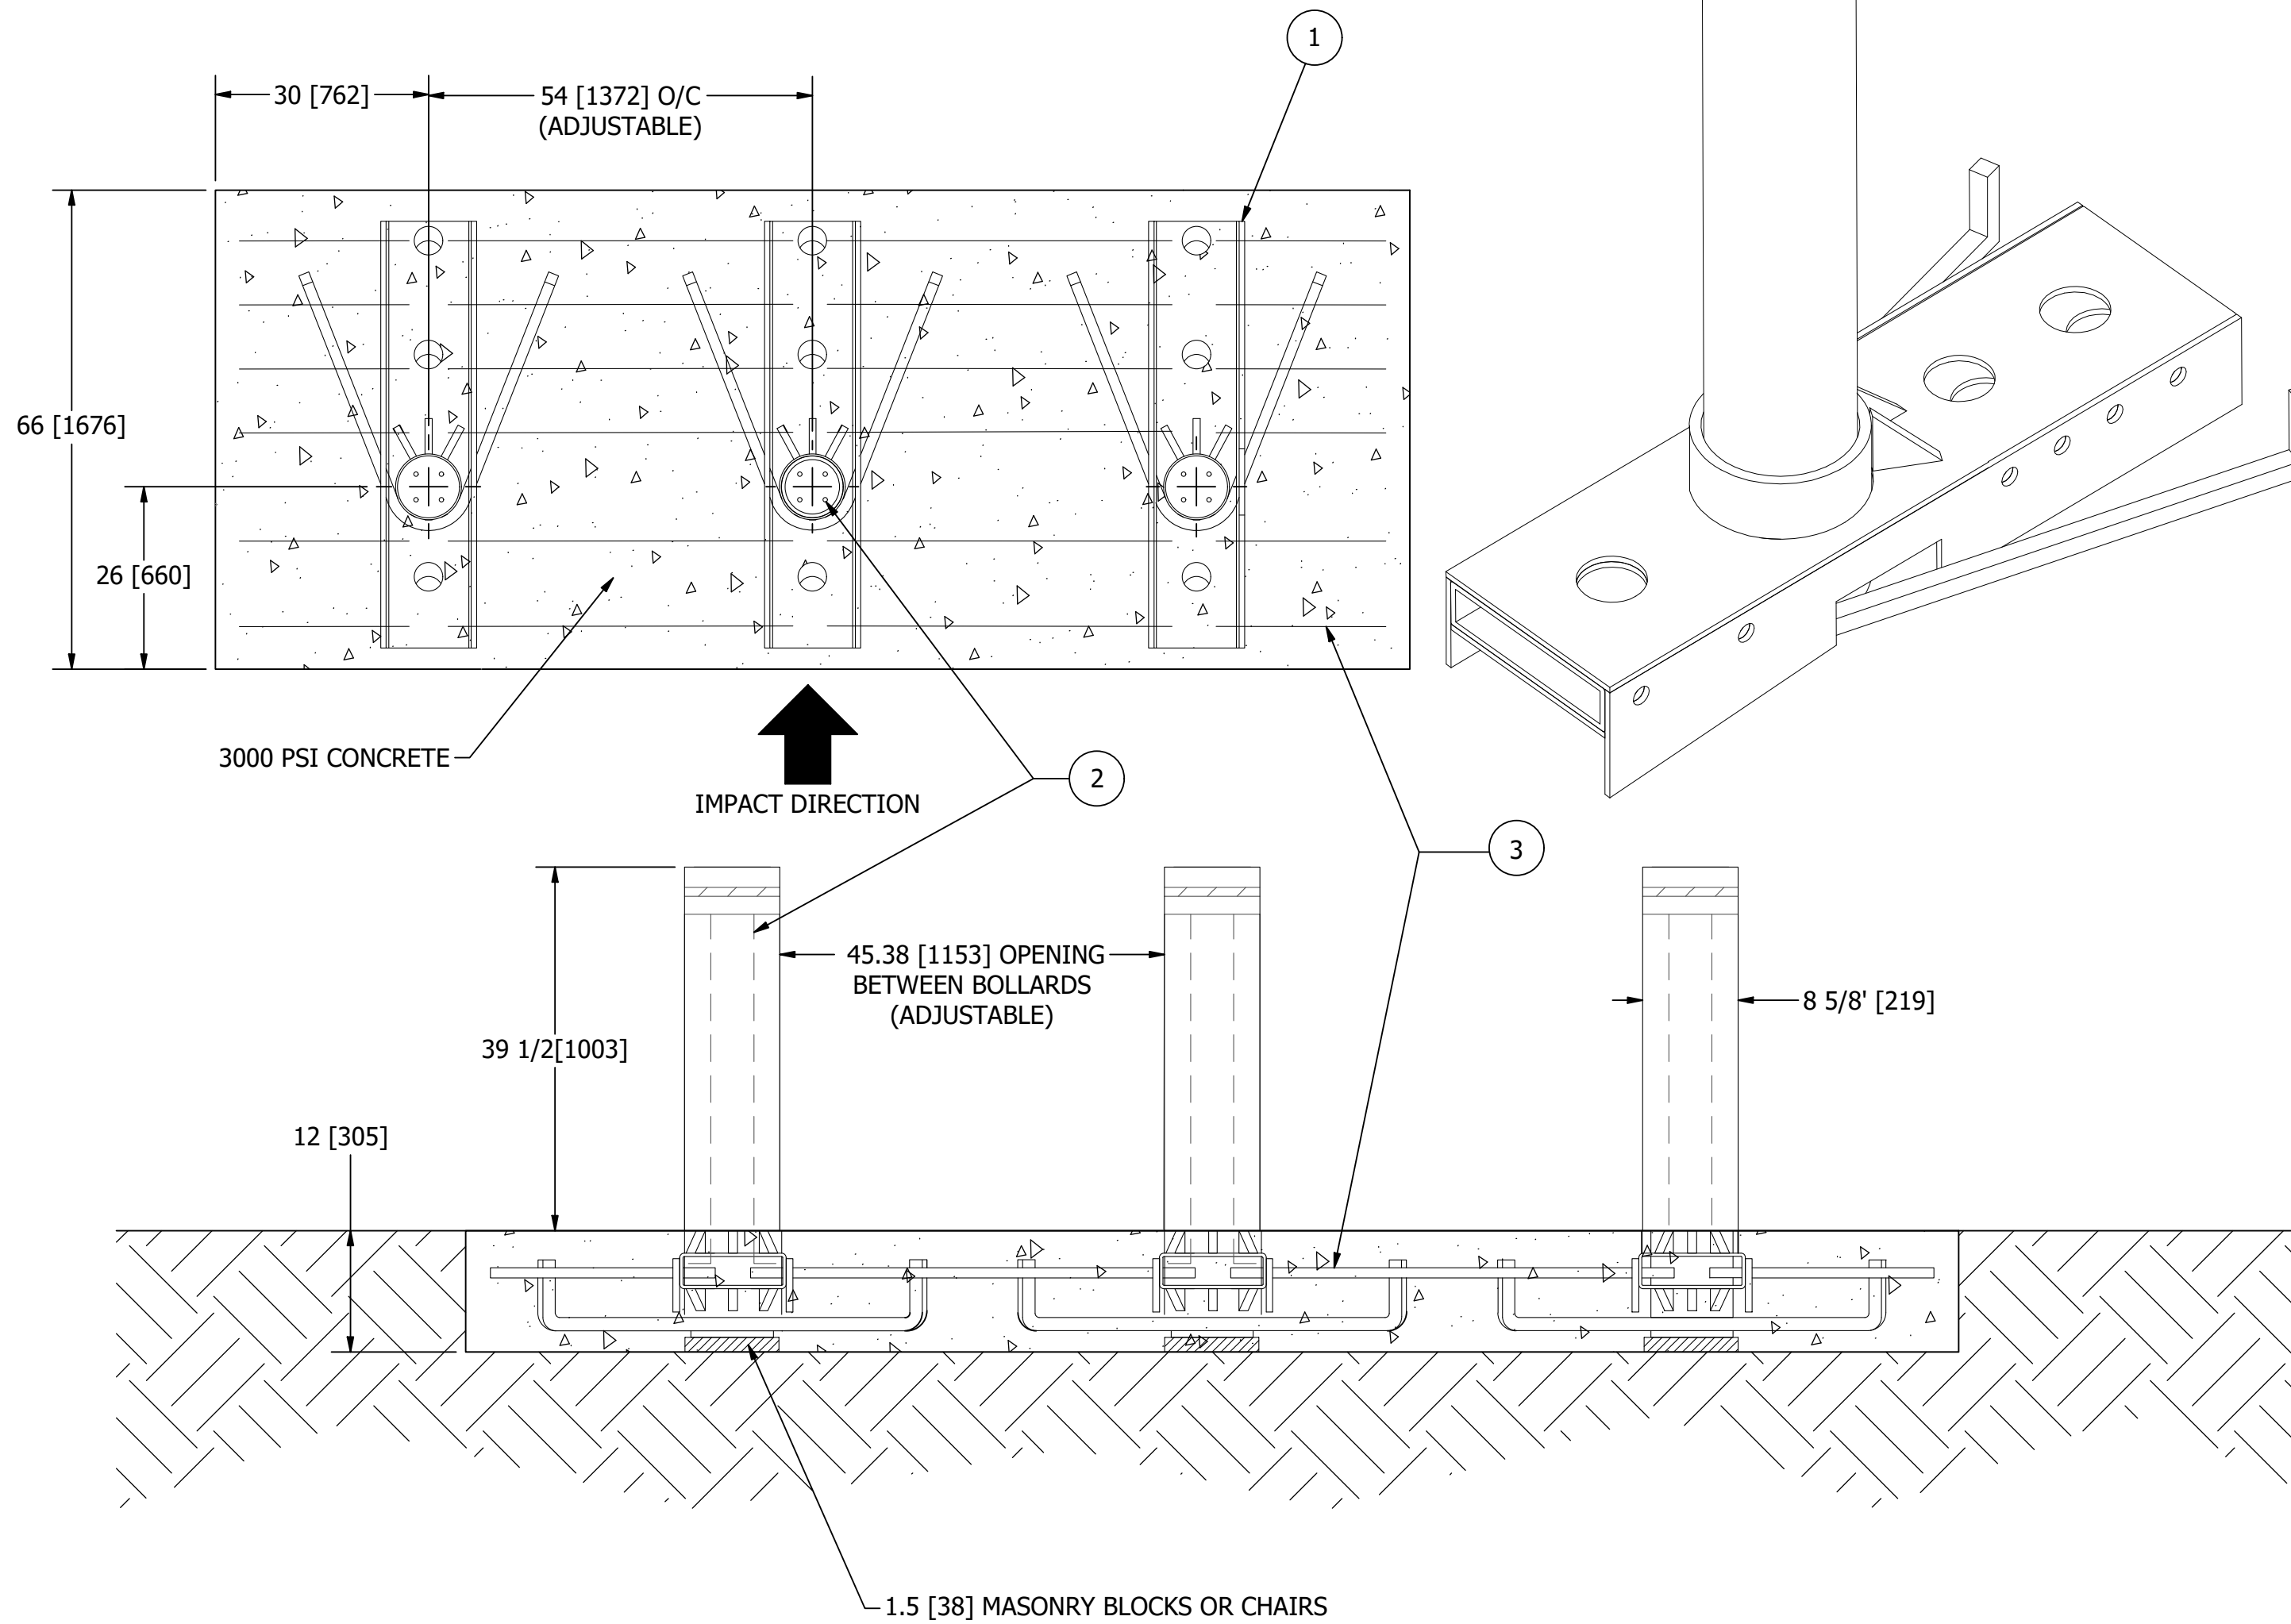 1
30 [762]
54 [1372] O/C
(ADJUSTABLE)
66 [1676]
26 [660]
3000 PSI CONCRETE
IMPACT DIRECTION
2
3
45.38 [1153] OPENING
BETWEEN BOLLARDS
(ADJUSTABLE)
8 5/8' [219]
39 1/2[1003]
12 [305]
1.5 [38] MASONRY BLOCKS OR CHAIRS